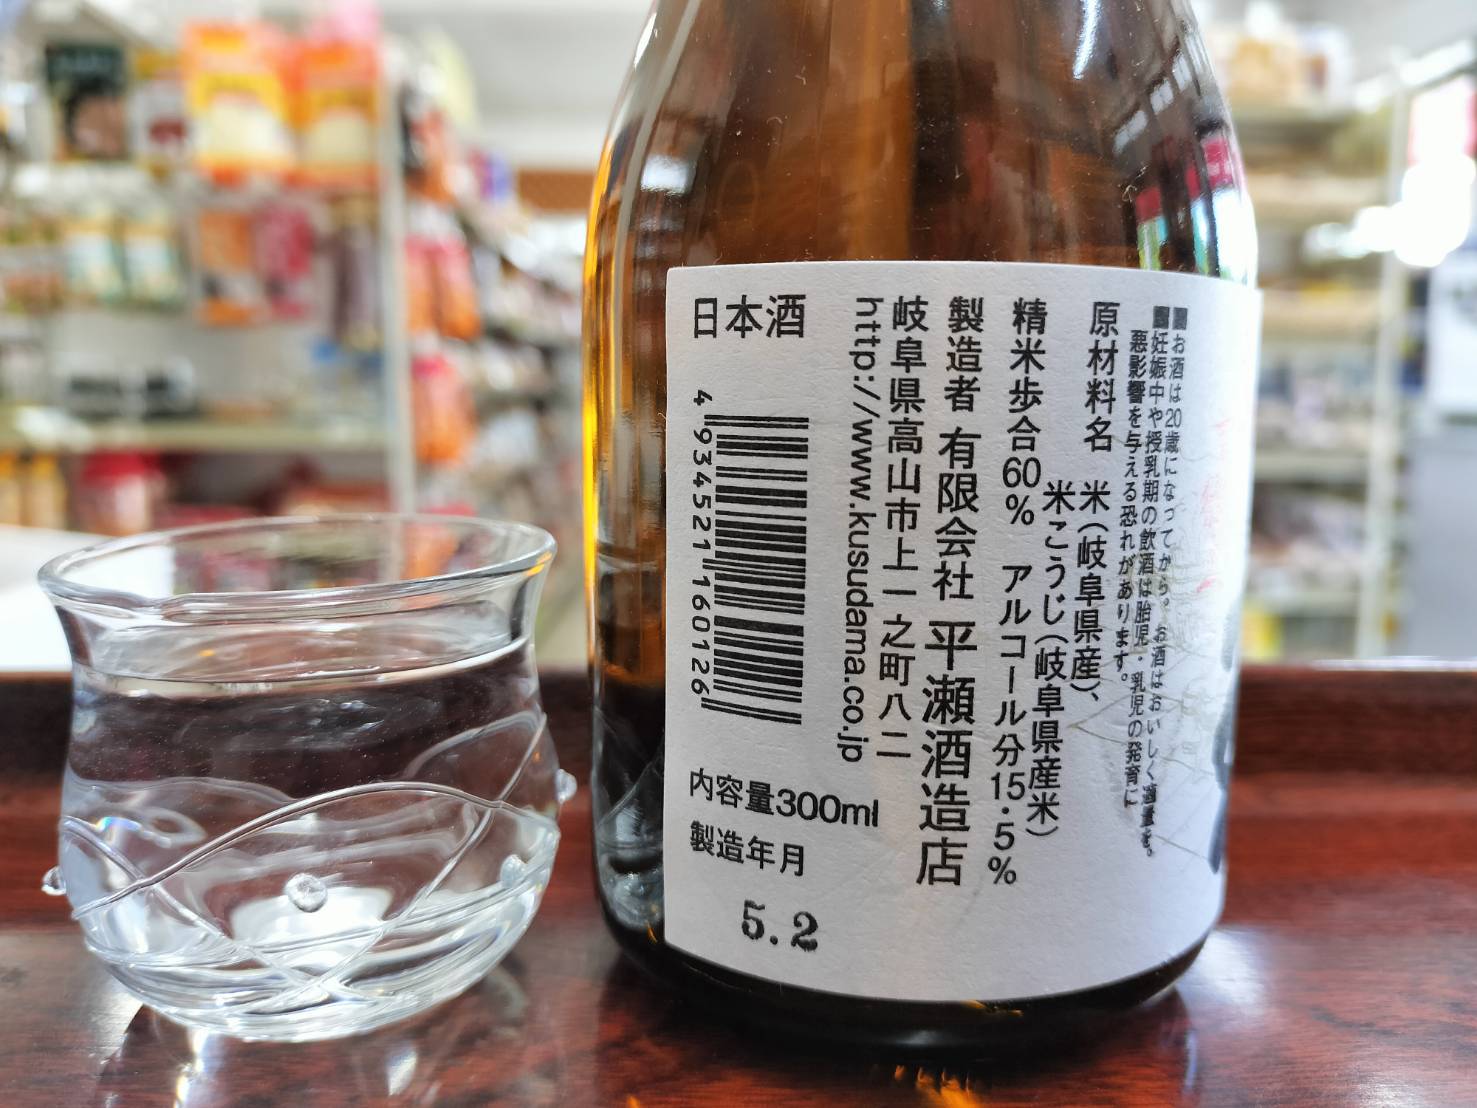 ■お酒は20歳になってから。お酒はおいしく適量を。
■妊娠中や授乳期の飲酒は胎児・乳児の発育に
悪影響を与える恐れがあります。
原材料名 米(岐阜県産)、
米こうじ(岐阜県産米)
精米歩合60% アルコール分15.5%
製造者 有限会社 平瀬酒造店
岐阜県高山市上一之町八二
http://www.kusudama.co.jp
日本酒
4934521160126
内容量300ml
製造年月
5.2